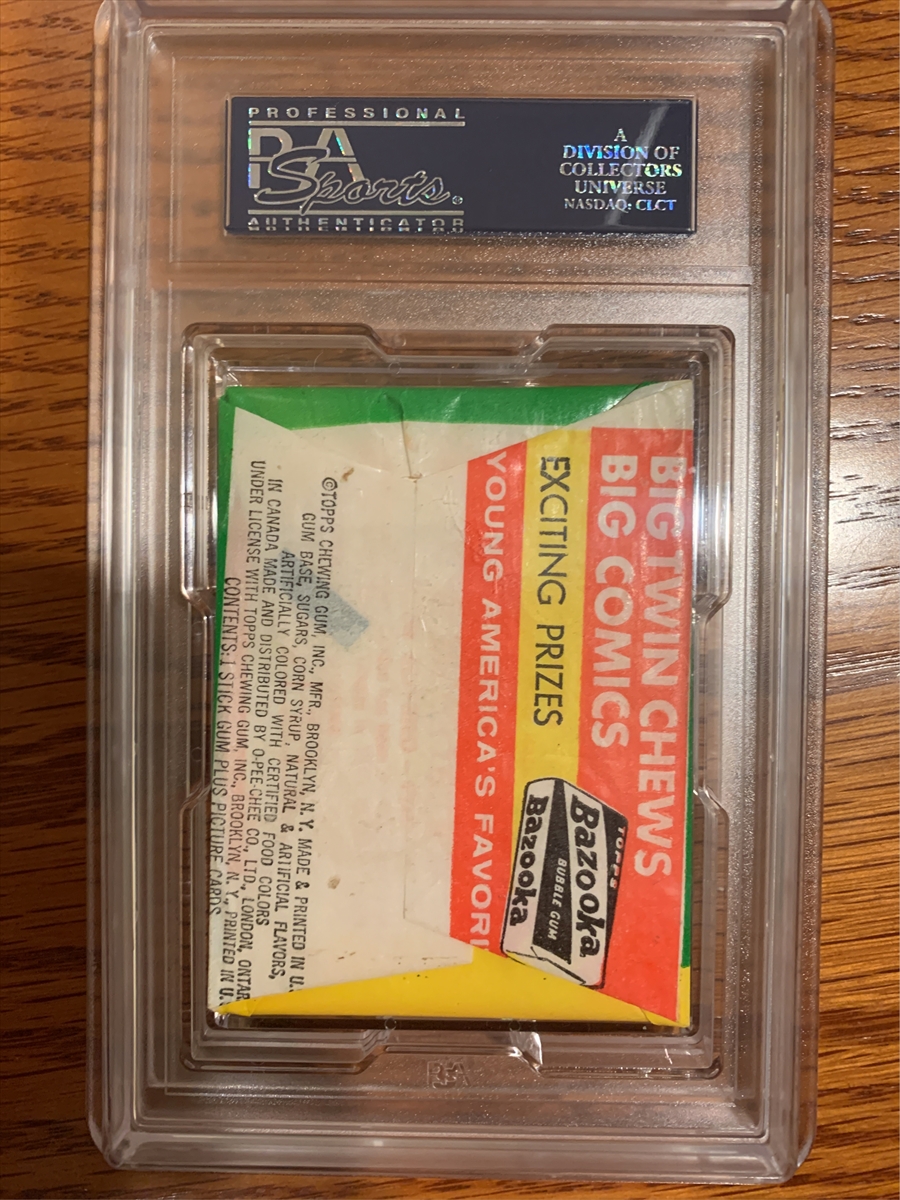 PROFESSIONAL
PSA
Sports
AUTHENTICATOR
A
DIVISION OF
COLLECTORS
UNIVERSE
NASDAQ: CLCT
BIG TWIN CHEWS
BIG COMICS
EXCITING PRIZES
YOUNG AMERICA'S FAVORI
TOPPS
Bazooka
BUBBLE GUM
Bazooka
©TOPPS CHEWING GUM, INC., MFR., BROOKLYN, N. Y. MADE & PRINTED IN U.S.
GUM BASE, SUGARS, CORN SYRUP, NATURAL & ARTIFICIAL FLAVORS,
ARTIFICIALLY COLORED WITH CERTIFIED FOOD COLORS
IN CANADA MADE AND DISTRIBUTED BY O-PEE-CHEE CO., LTD., LONDON, ONTAR
UNDER LICENSE WITH TOPPS CHEWING GUM, INC., BROOKLYN, N. Y., PRINTED IN U.S
CONTENTS: 1 STICK GUM PLUS PICTURE CARDS
PSA